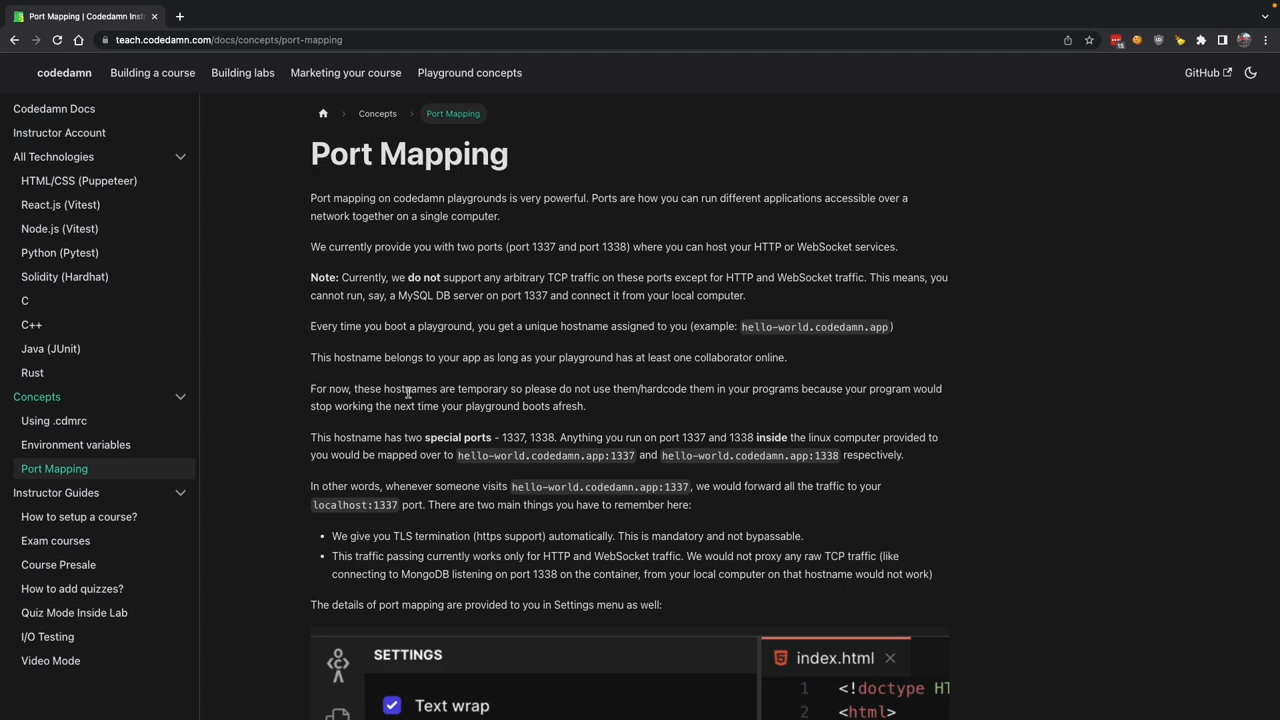 Port Mapping | Codedamn Inst
teach.codedamn.com/docs/concepts/port-mapping
15
codedamn
Building a course
Building labs
Marketing your course
Playground concepts
GitHub
Codedamn Docs
Instructor Account
All Technologies
HTML/CSS (Puppeteer)
React.js (Vitest)
Node.js (Vitest)
Python (Pytest)
Solidity (Hardhat)
C
C++
Java (JUnit)
Rust
Concepts
Using .cdmrc
Environment variables
Port Mapping
Instructor Guides
How to setup a course?
Exam courses
Course Presale
How to add quizzes?
Quiz Mode Inside Lab
I/O Testing
Video Mode
Concepts
Port Mapping
Port Mapping
Port mapping on codedamn playgrounds is very powerful. Ports are how you can run different applications accessible over a
network together on a single computer.
We currently provide you with two ports (port 1337 and port 1338) where you can host your HTTP or WebSocket services.
Note: Currently, we do not support any arbitrary TCP traffic on these ports except for HTTP and WebSocket traffic. This means, you
cannot run, say, a MySQL DB server on port 1337 and connect it from your local computer.
Every time you boot a playground, you get a unique hostname assigned to you (example: hello-world.codedamn.app)
This hostname belongs to your app as long as your playground has at least one collaborator online.
For now, these hostnames are temporary so please do not use them/hardcode them in your programs because your program would
stop working the next time your playground boots afresh.
This hostname has two special ports - 1337, 1338. Anything you run on port 1337 and 1338 inside the linux computer provided to
you would be mapped over to hello-world.codedamn.app:1337 and hello-world.codedamn.app:1338 respectively.
In other words, whenever someone visits hello-world.codedamn.app:1337, we would forward all the traffic to your
localhost:1337 port. There are two main things you have to remember here:
• We give you TLS termination (https support) automatically. This is mandatory and not bypassable.
• This traffic passing currently works only for HTTP and WebSocket traffic. We would not proxy any raw TCP traffic (like
connecting to MongoDB listening on port 1338 on the container, from your local computer on that hostname would not work)
The details of port mapping are provided to you in Settings menu as well:
SETTINGS
Text wrap
index.html
1 <!doctype HT
2 <html>